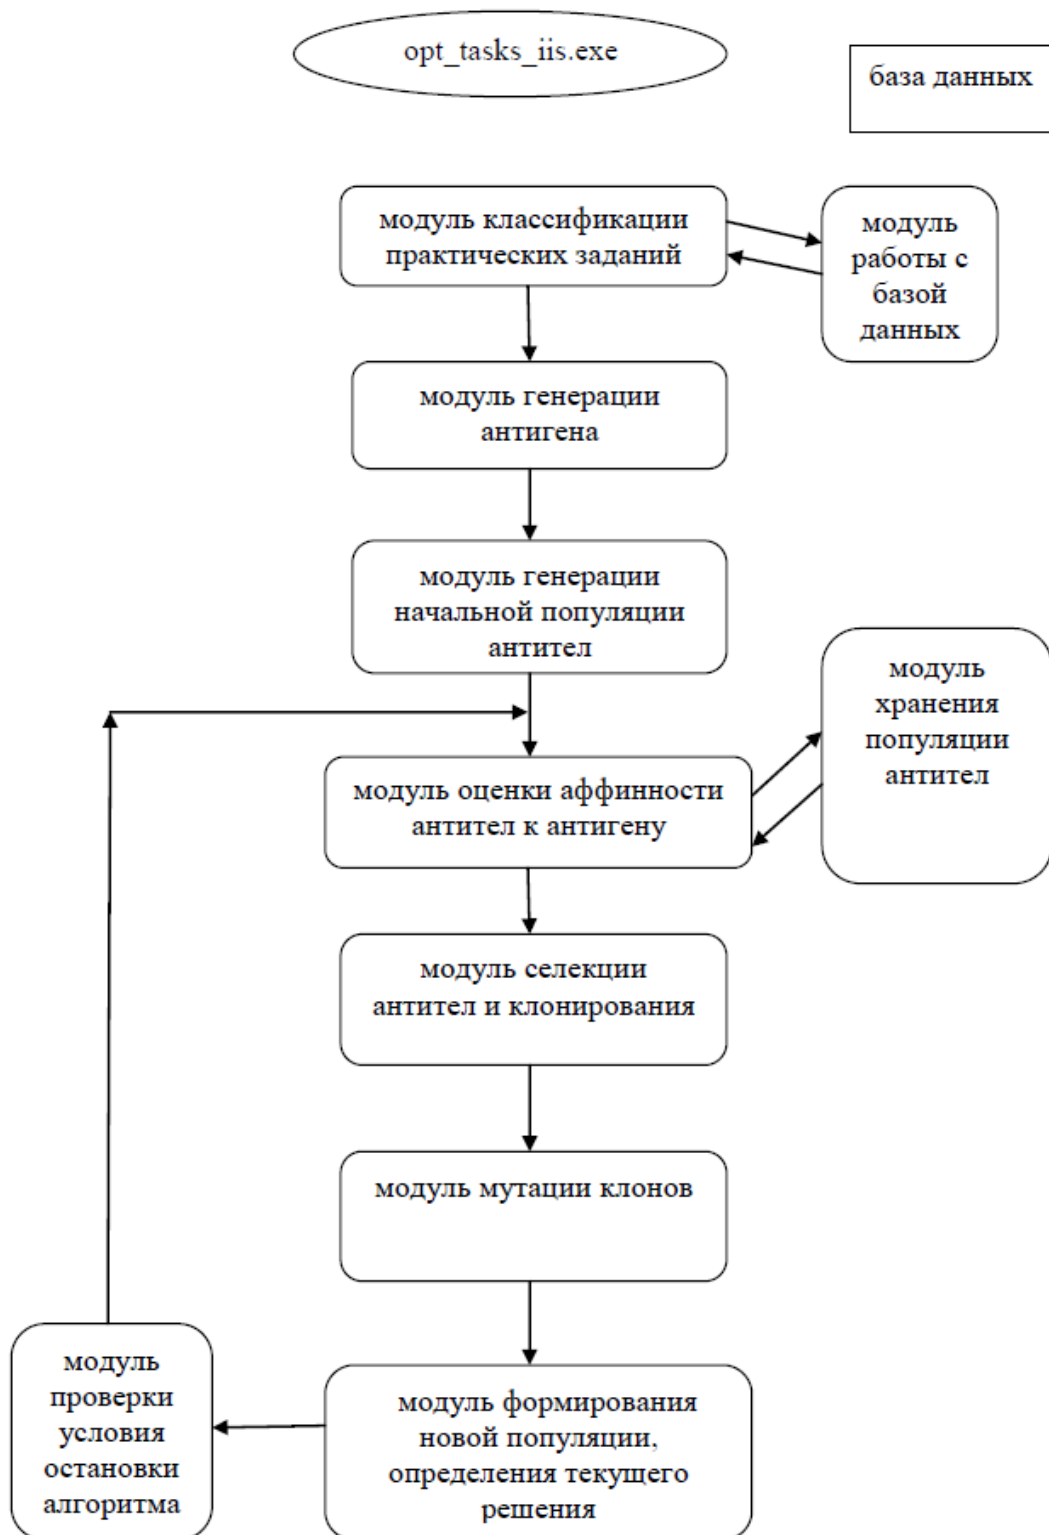 opt_tasks_iis.exe
база данных
модуль классификации
практических заданий
модуль
работы с
базой
данных
модуль генерации
антигена
модуль генерации
начальной популяции
антител
модуль
хранения
популяции
антител
модуль оценки аффинности
антител к антигену
модуль селекции
антител и клонирования
модуль мутации клонов
модуль
проверки
условия
остановки
алгоритма
модуль формирования
новой популяции,
определения текущего
решения